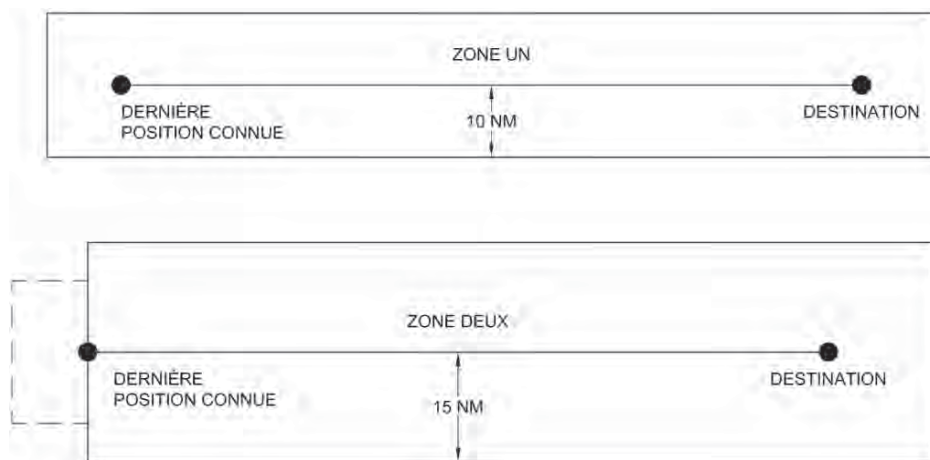 ZONE UN
DERNIÈRE
POSITION CONNUE
10 NM
DESTINATION
ZONE DEUX
DERNIÈRE
POSITION CONNUE
15 NM
DESTINATION